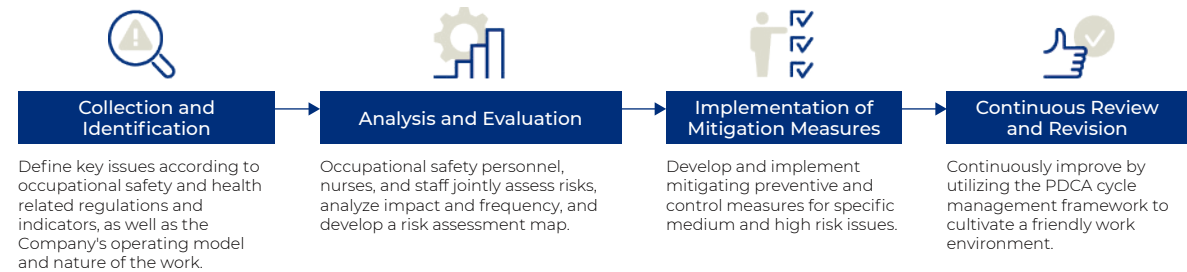 Collection and
Identification
Define key issues according to
occupational safety and health
related regulations and
indicators, as well as the
Company's operating model
and nature of the work.
Analysis and Evaluation
Occupational safety personnel,
nurses, and staff jointly assess risks,
analyze impact and frequency, and
develop a risk assessment map.
Implementation of
Mitigation Measures
Develop and implement
mitigating preventive and
control measures for specific
medium and high risk issues.
Continuous Review
and Revision
Continuously improve by
utilizing the PDCA cycle
management framework to
cultivate a friendly work
environment.